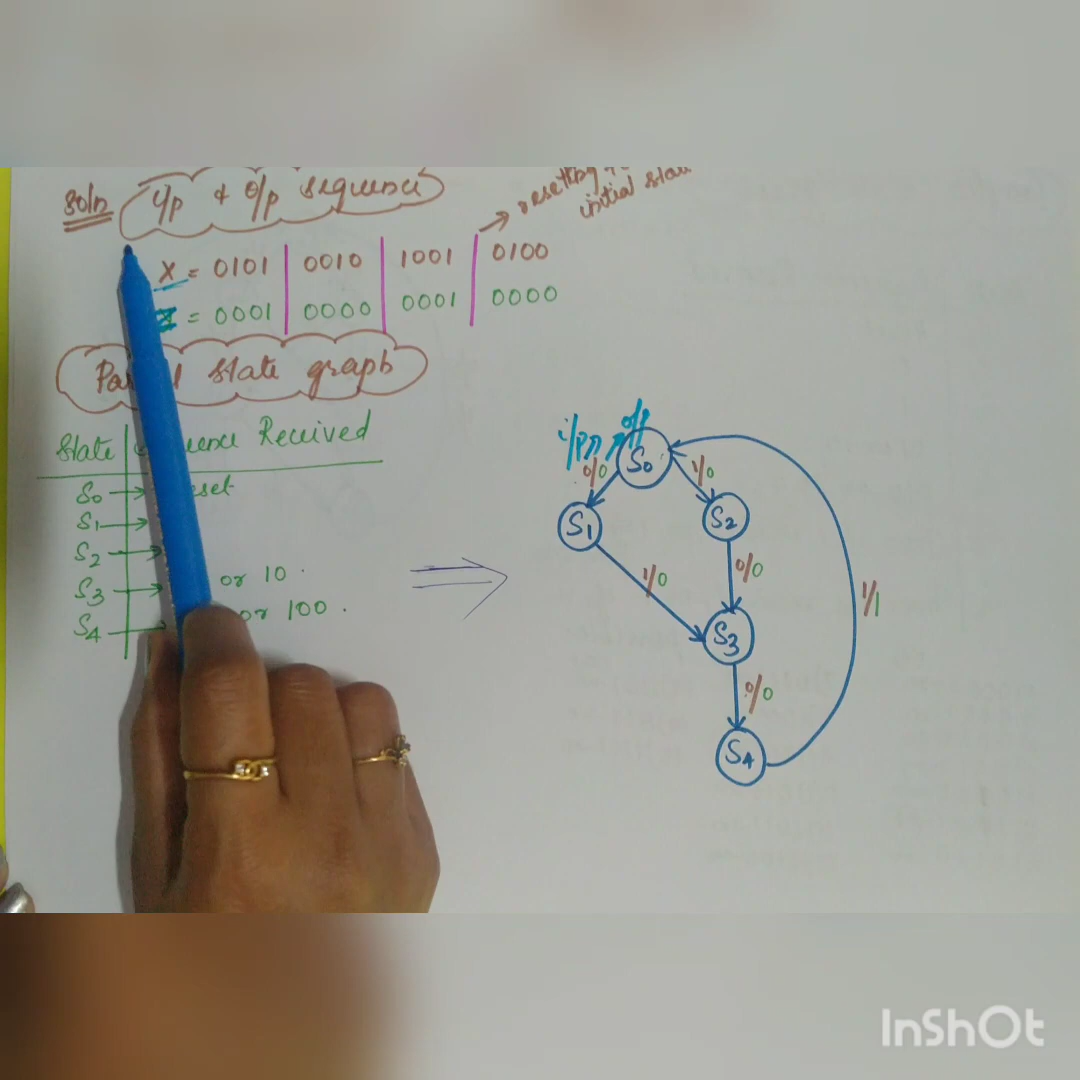 Soln i/p & o/p sequence
resetting to
initial state
X = 0101 | 0010 | 1001 | 0100
= 0001 | 0000 | 0001 | 0000
state graph
State Received
S0 → 
S1 →
S2 →
S3 → or 10
S4 → or 100
i/p o/p
S0
0/0 1/0
S1 S2
1/0 0/0
1/1
S3
0/0
S4
InShOt